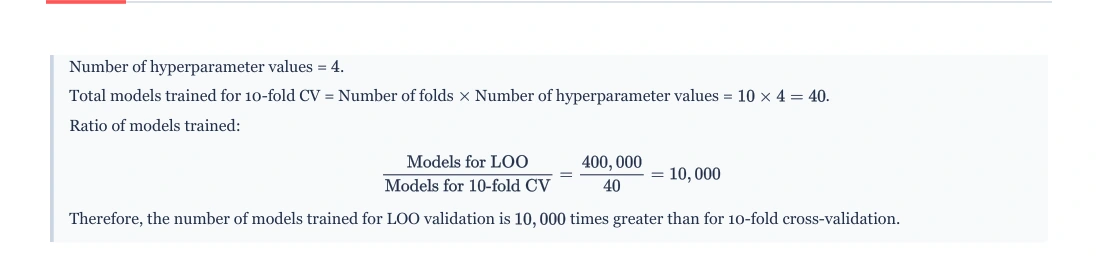 Number of hyperparameter values = 4.
Total models trained for 10-fold CV = Number of folds × Number of hyperparameter values = 10 × 4 = 40.
Ratio of models trained:
Models for LOO / Models for 10-fold CV = 400,000 / 40 = 10,000
Therefore, the number of models trained for LOO validation is 10,000 times greater than for 10-fold cross-validation.